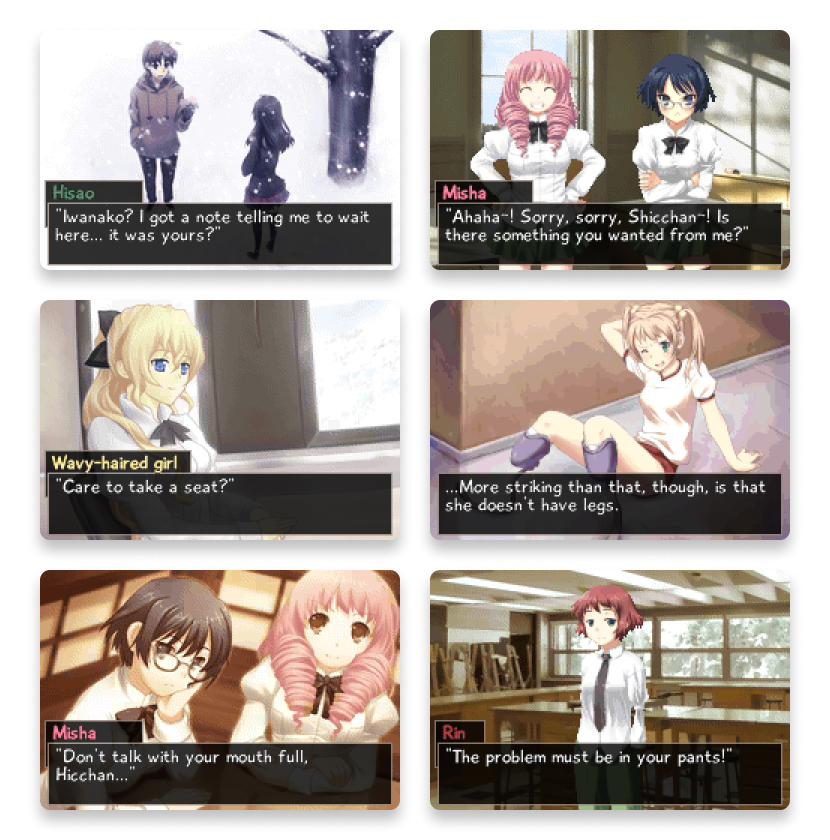 Hisao
"Iwanako? I got a note telling me to wait
here... it was yours?"
Misha
"Ahaha~! Sorry, sorry, Shicchan~! Is
there something you wanted from me?"
Wavy-haired girl
"Care to take a seat?"
...More striking than that, though, is that
she doesn't have legs.
Misha
"Don't talk with your mouth full,
Hicchan..."
Rin
"The problem must be in your pants!"